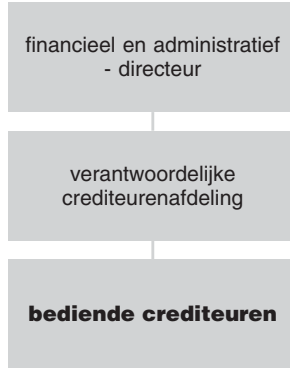 financieel en administratief
- directeur
verantwoordelijke
crediteurenafdeling
bediende crediteuren